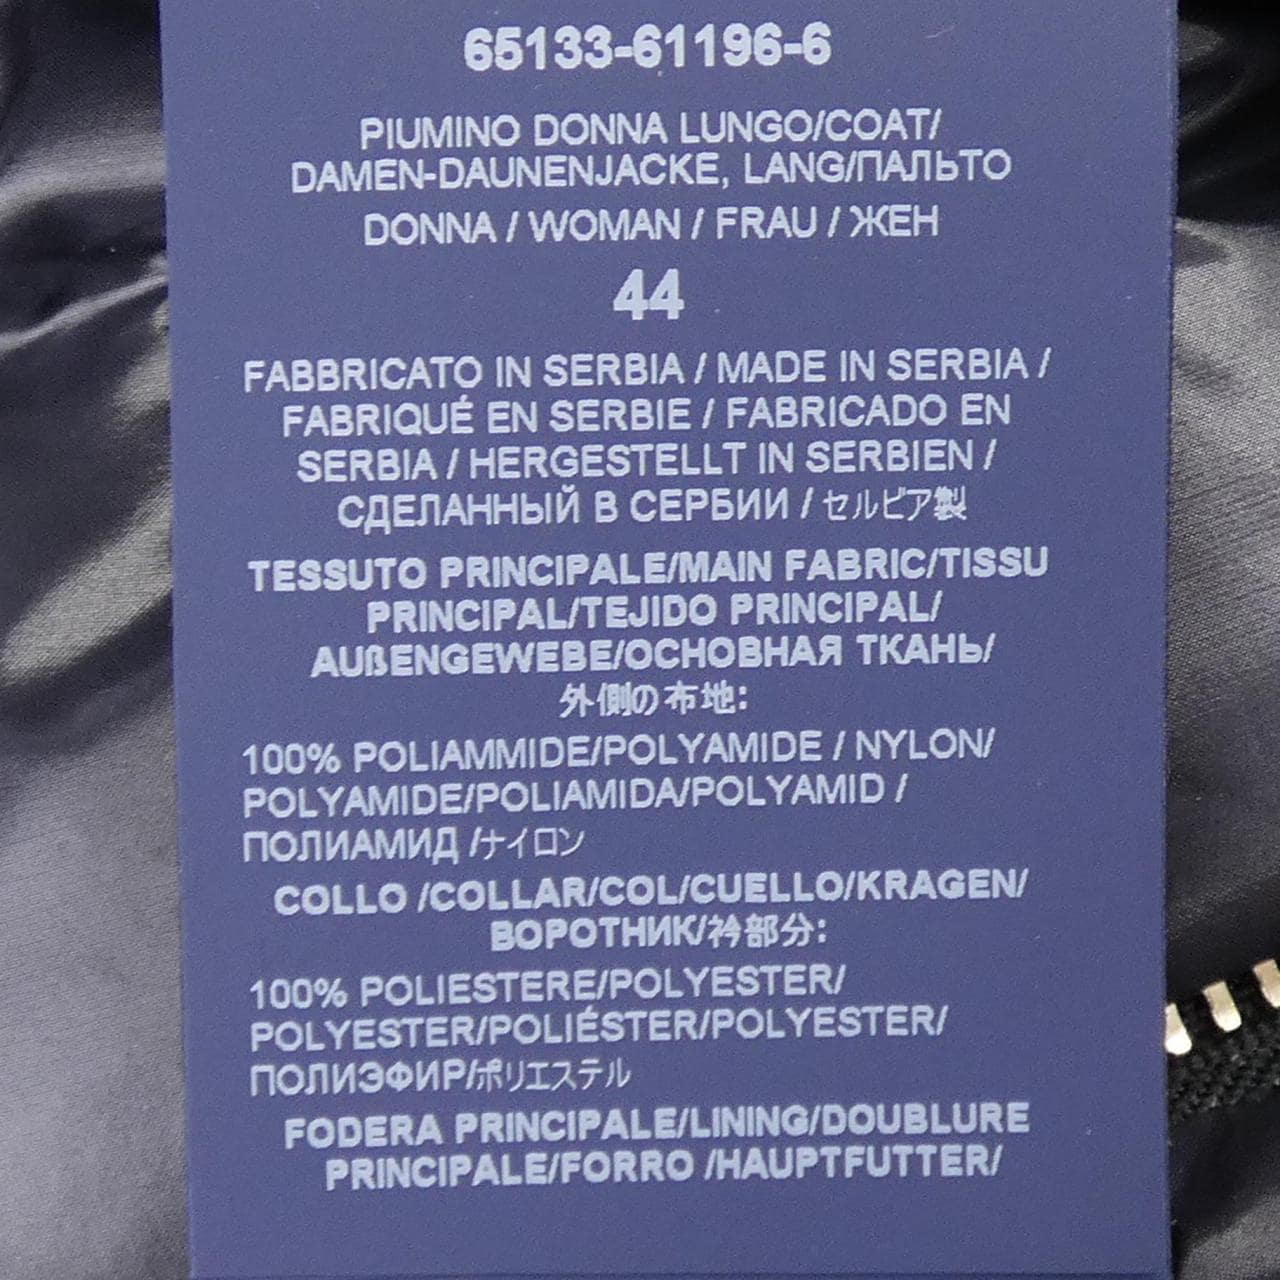 65133-61196-6
PIUMINO DONNA LUNGO/COAT/
DAMEN-DAUNENJACKE, LANG/ПАЛЬТО
DONNA / WOMAN / FRAU / ЖЕН
44
FABBRICATO IN SERBIA / MADE IN SERBIA /
FABRIQUÉ EN SERBIE / FABRICADO EN
SERBIA / HERGESTELLT IN SERBIEN /
СДЕЛАННЫЙ В СЕРБИИ / セルビア製
TESSUTO PRINCIPALE/MAIN FABRIC/TISSU
PRINCIPAL/TEJIDO PRINCIPAL/
AUßENGEWEBE/ОСНОВНАЯ ТКАНЬ/
外側の布地:
100% POLIAMMIDE/POLYAMIDE / NYLON/
POLYAMIDE/POLIAMIDA/POLYAMID /
ПОЛИАМИД /ナイロン
COLLO /COLLAR/COL/CUELLO/KRAGEN/
ВОРОТНИК/衿部分:
100% POLIESTERE/POLYESTER/
POLYESTER/POLIÉSTER/POLYESTER/
ПОЛИЭФИР/ポリエステル
FODERA PRINCIPALE/LINING/DOUBLURE
PRINCIPALE/FORRO /HAUPTFUTTER/